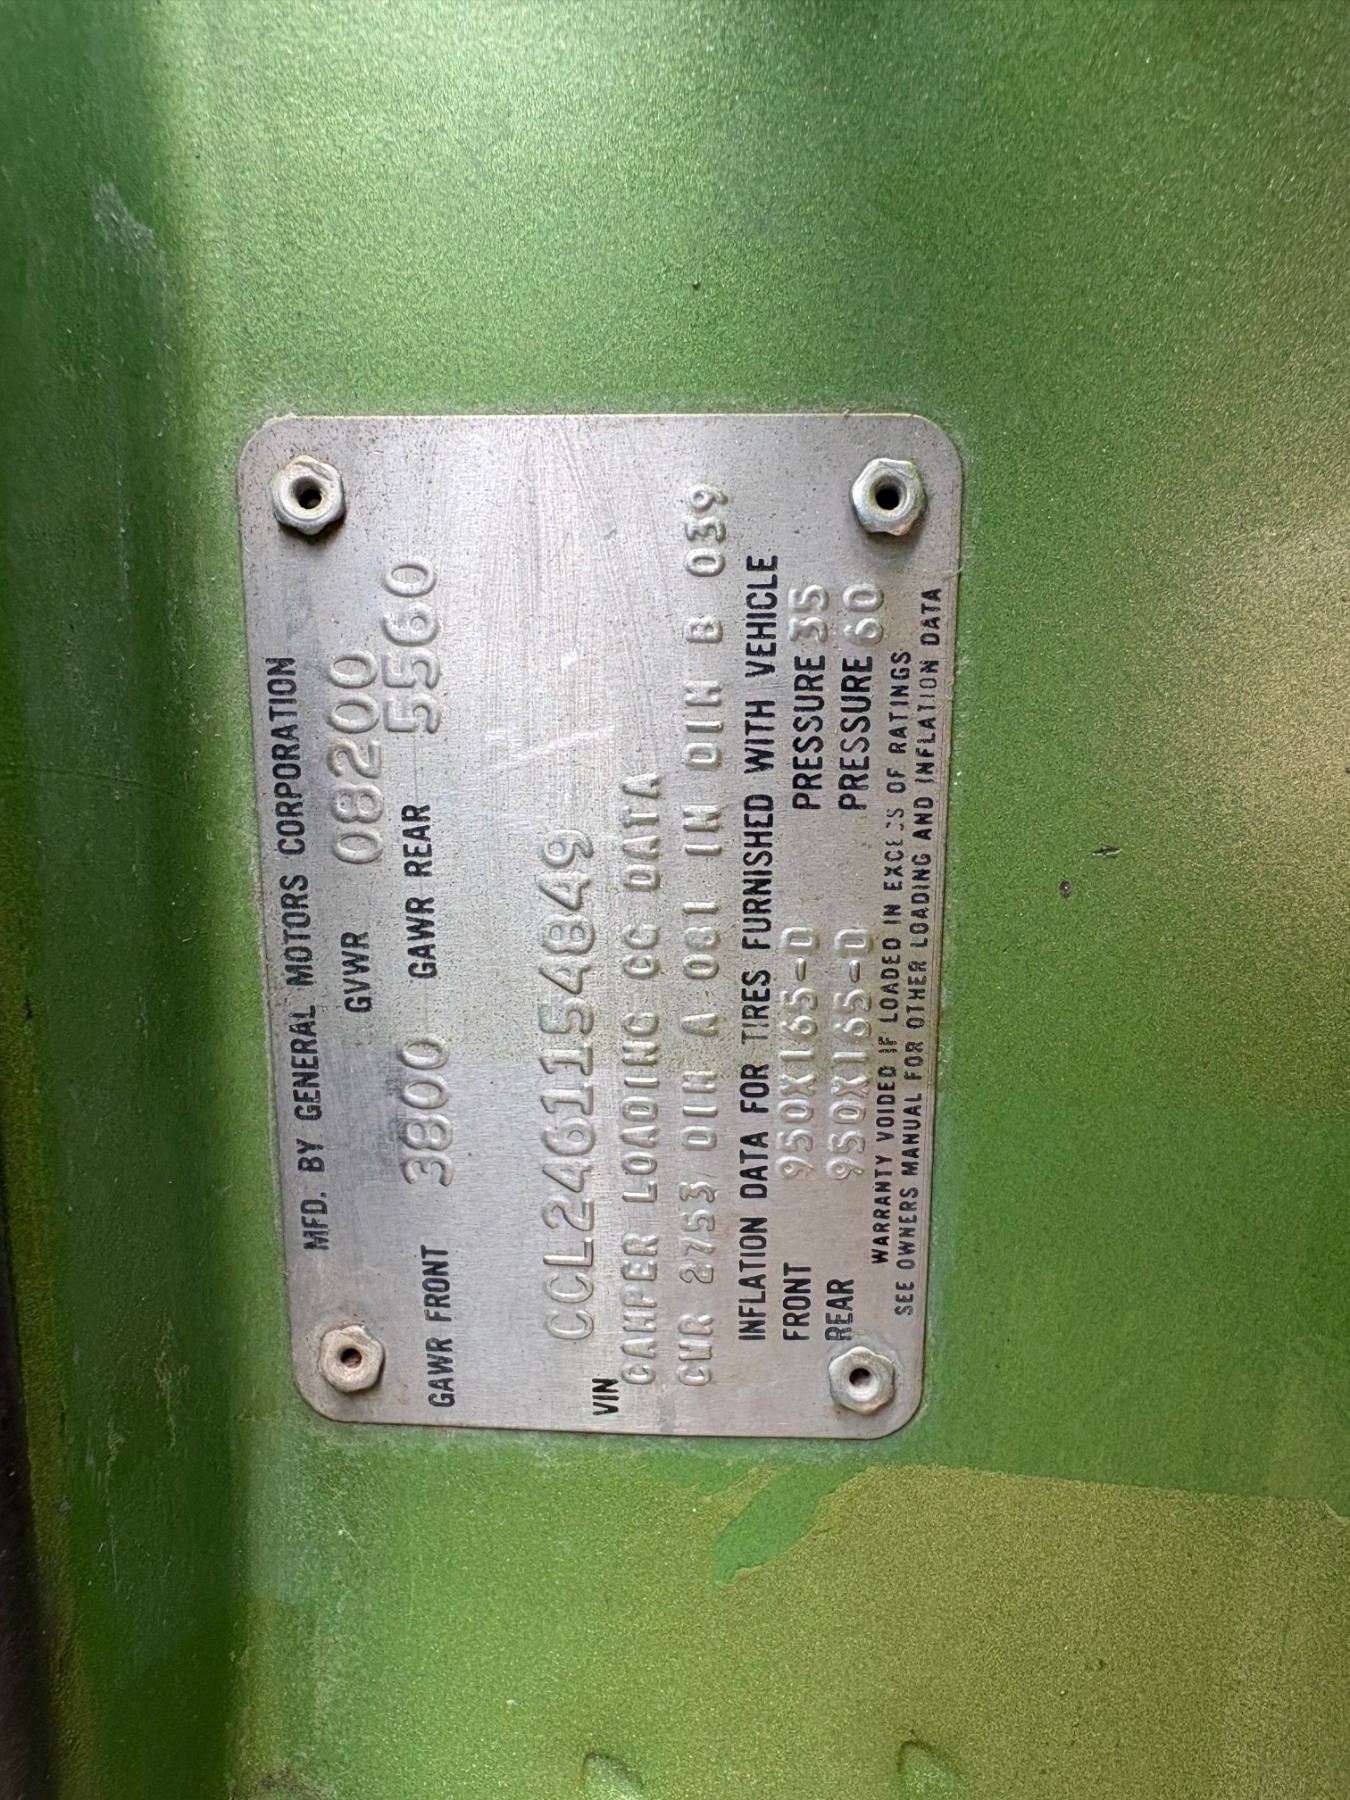 MFD. BY GENERAL MOTORS CORPORATION
GVWR 08200
GAWR FRONT 3800 GAWR REAR 5560
VIN CCL2461154849
CAMPER LOADING CG DATA
CWR 2753 DIM A 081 IN DIM B 039
INFLATION DATA FOR TIRES FURNISHED WITH VEHICLE
FRONT 950X165-D PRESSURE 35
REAR 950X165-D PRESSURE 60
WARRANTY VOIDED IF LOADED IN EXCESS OF RATINGS
SEE OWNERS MANUAL FOR OTHER LOADING AND INFLATION DATA